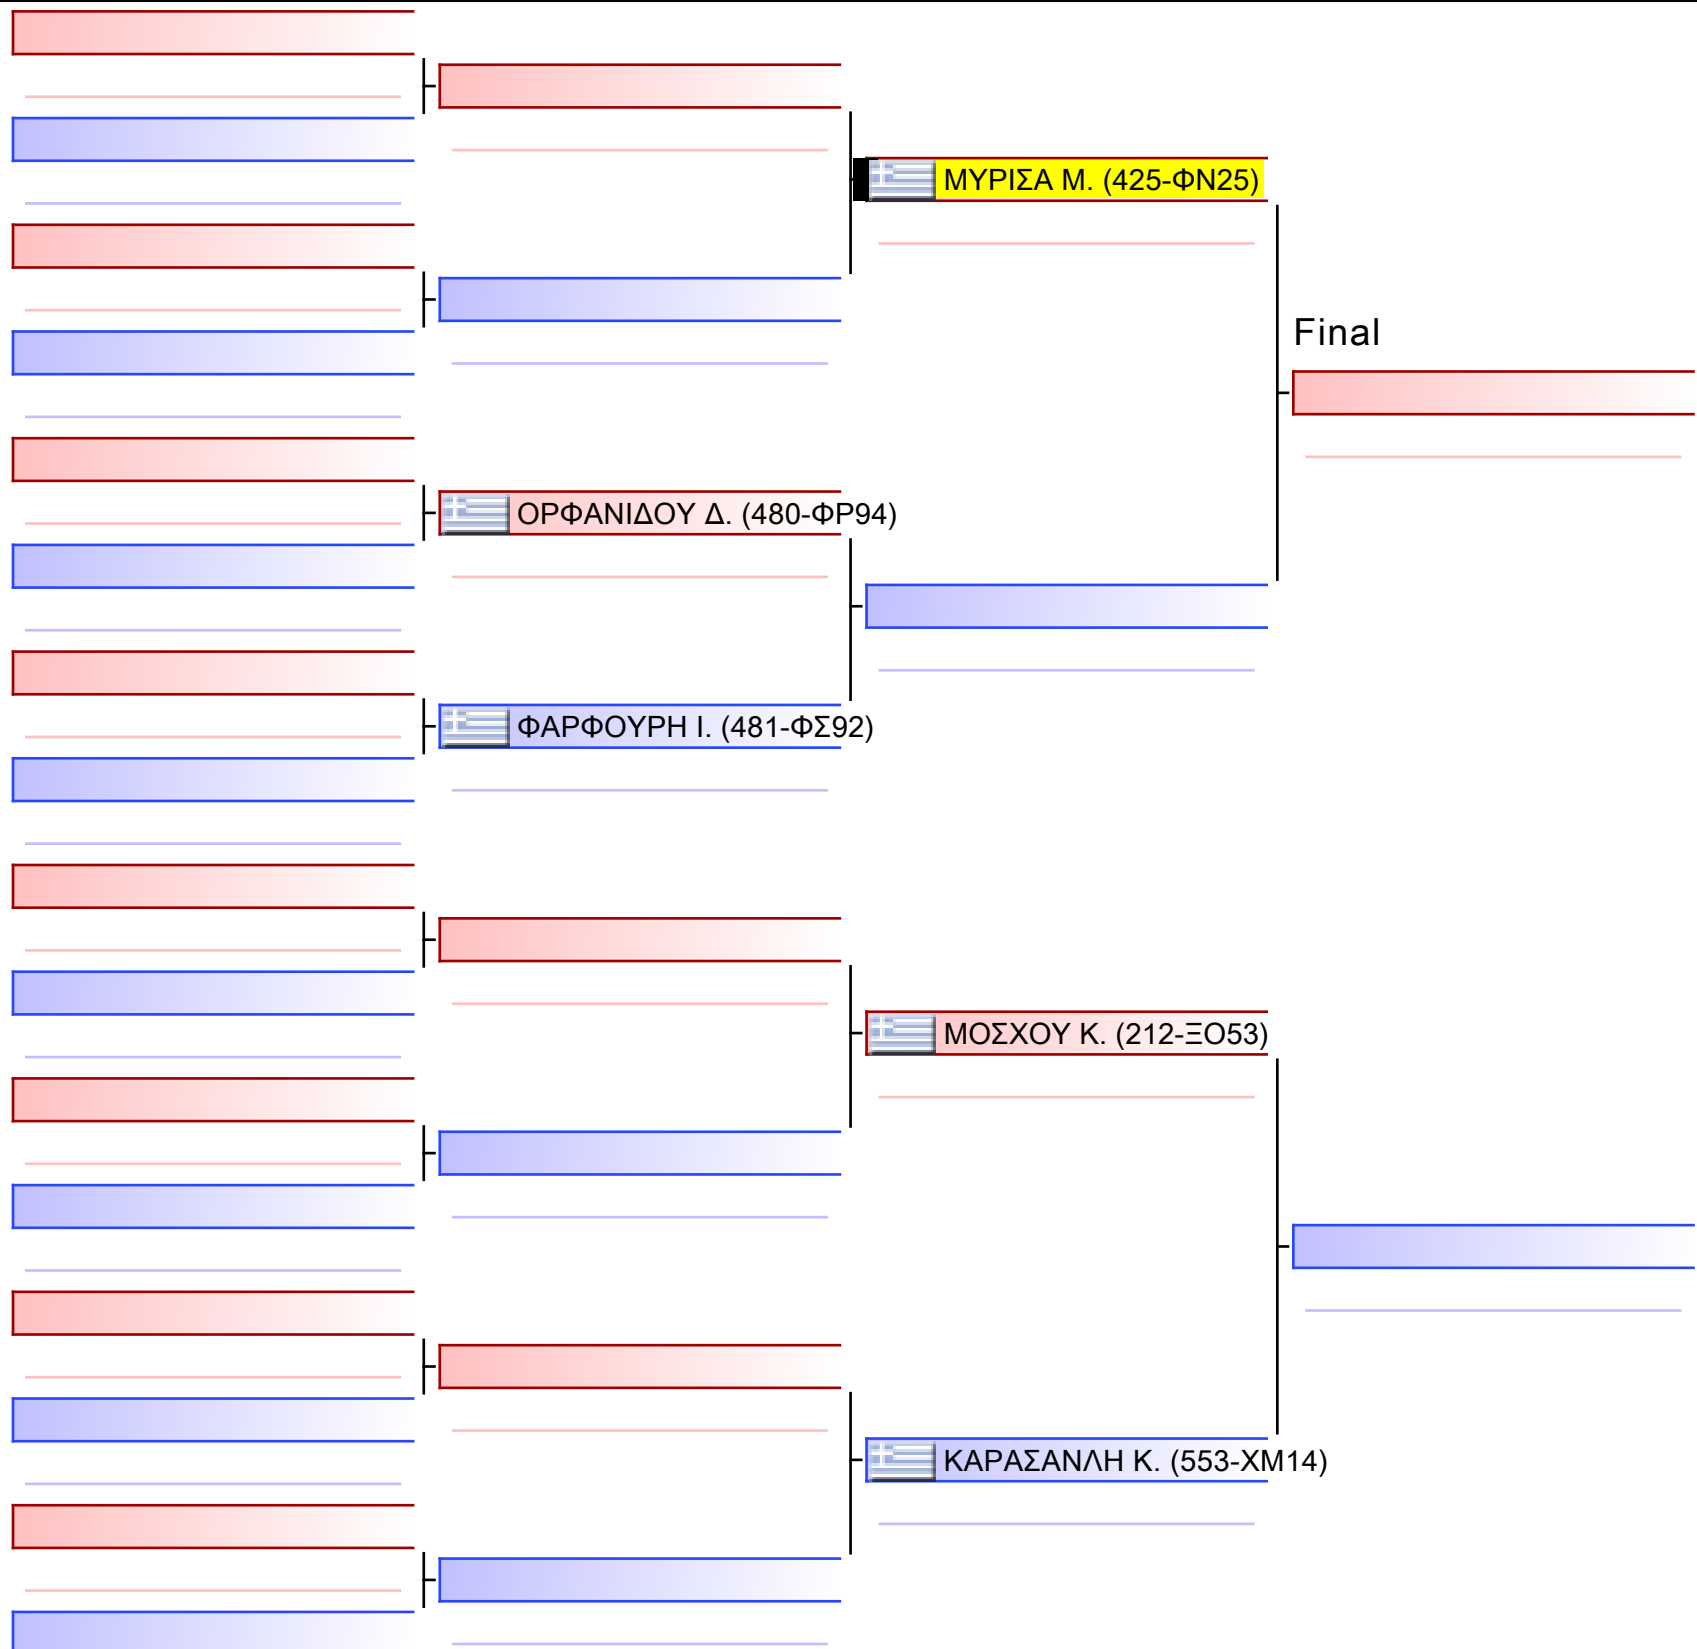 ΜΥΡΙΣΑ Μ. (425-ΦΝ25)
Final
ΟΡΦΑΝΙΔΟΥ Δ. (480-ΦΡ94)
ΦΑΡΦΟΥΡΗ Ι. (481-ΦΣ92)
ΜΟΣΧΟΥ Κ. (212-ΞΟ53)
ΚΑΡΑΣΑΝΛΗ Κ. (553-ΧΜ14)